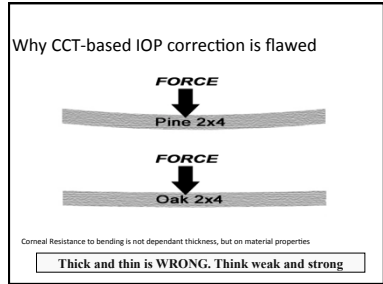 Why CCT-based IOP correction is flawed
FORCE
Pine 2x4
FORCE
Oak 2x4
Corneal Resistance to bending is not dependant thickness, but on material properties
Thick and thin is WRONG. Think weak and strong